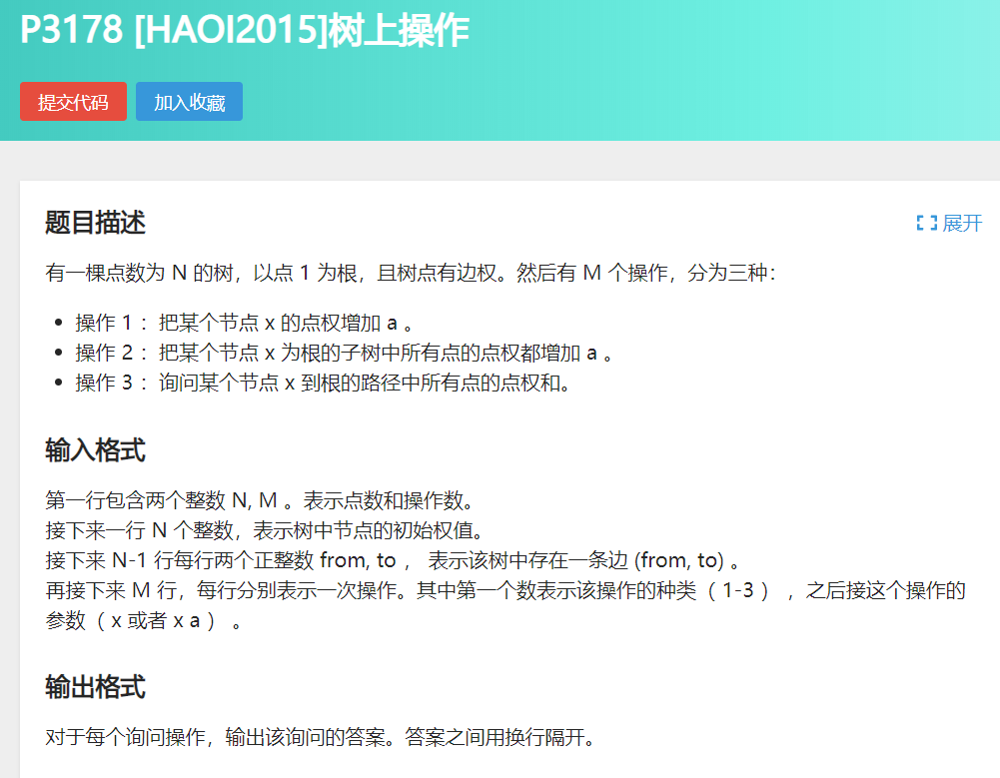 P3178 [HAOI2015]树上操作
提交代码 加入收藏
题目描述 展开
有一棵点数为 N 的树，以点 1 为根，且树点有边权。然后有 M 个操作，分为三种：
• 操作 1 ：把某个节点 x 的点权增加 a 。
• 操作 2 ：把某个节点 x 为根的子树中所有点的点权都增加 a 。
• 操作 3 ：询问某个节点 x 到根的路径中所有点的点权和。
输入格式
第一行包含两个整数 N, M 。表示点数和操作数。
接下来一行 N 个整数，表示树中节点的初始权值。
接下来 N-1 行每行两个正整数 from, to ， 表示该树中存在一条边 (from, to) 。
再接下来 M 行，每行分别表示一次操作。其中第一个数表示该操作的种类（ 1-3 ） ，之后接这个操作的
参数（ x 或者 x a ） 。
输出格式
对于每个询问操作，输出该询问的答案。答案之间用换行隔开。